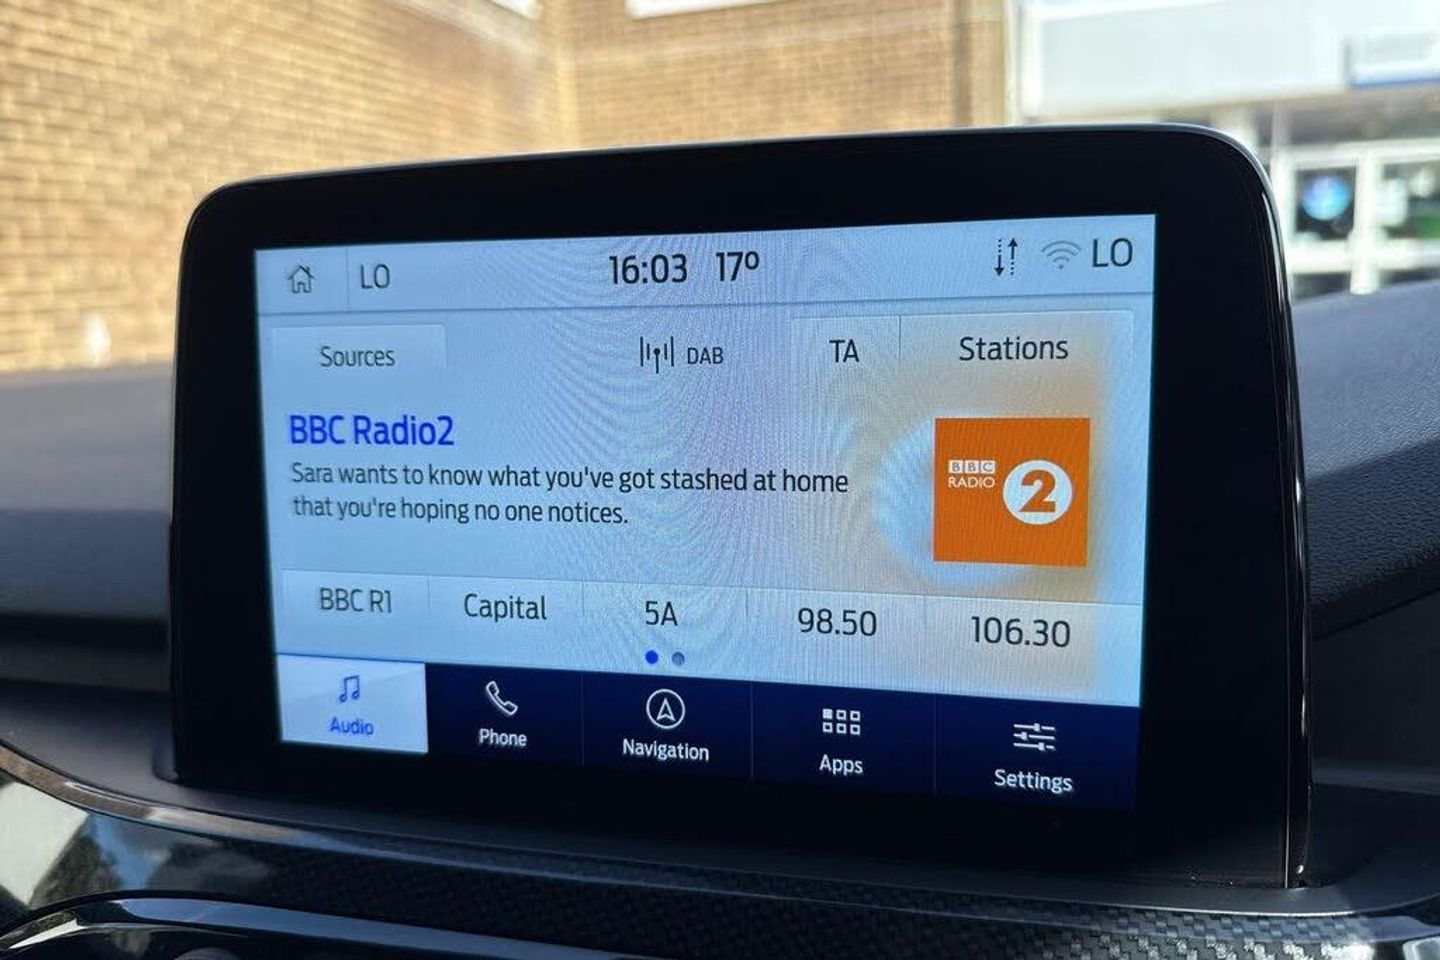 LO 16:03 17º LO
Sources DAB TA Stations
BBC Radio2
Sara wants to know what you've got stashed at home
that you're hoping no one notices.
BBC
RADIO 2
BBC R1 Capital 5A 98.50 106.30
Audio Phone Navigation Apps Settings